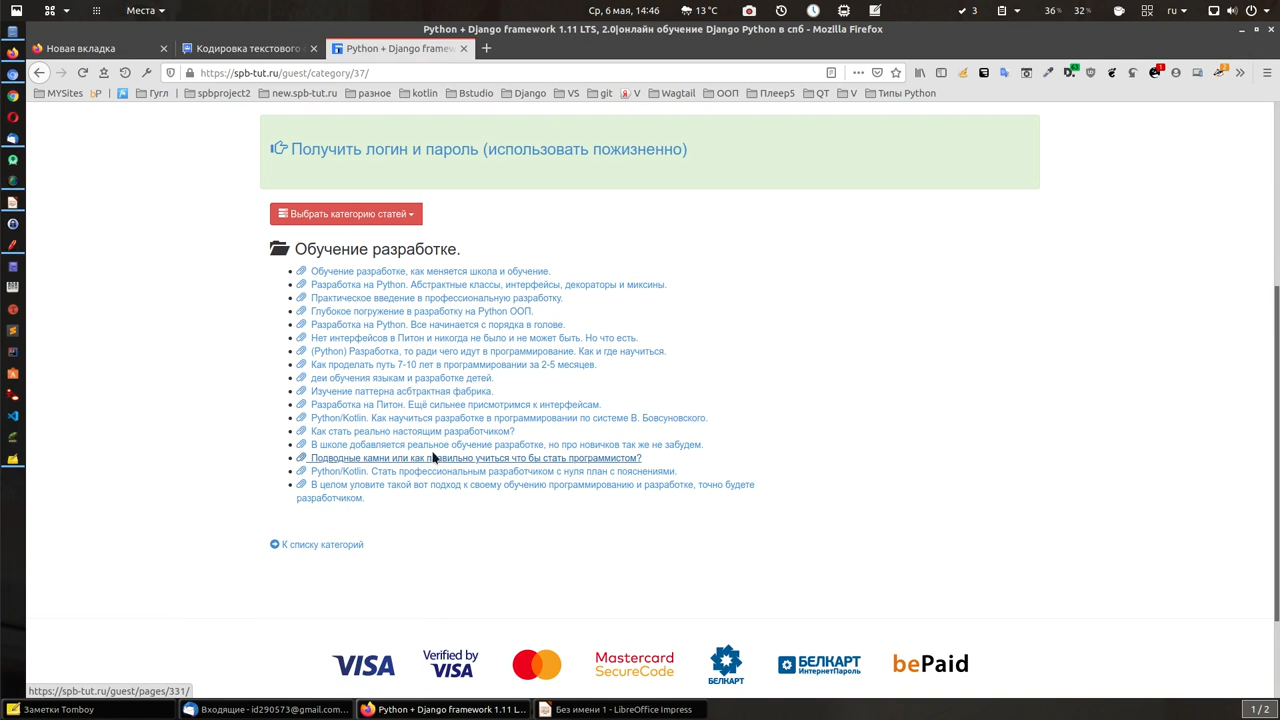 Места
Ср, 6 мая, 14:46
13°C
3
36%
32%
Python + Django framework 1.11 LTS, 2.0|онлайн обучение Django Python в спб - Mozilla Firefox
Новая вкладка
Кодировка текстового
Python + Django framew
https://spb-tut.ru/guest/category/37/
MYSites
Гугл
spbproject2
new.spb-tut.ru
разное
kotlin
Bstudio
Django
VS
git
V
Wagtail
ООП
Плеер5
QT
V
Типы Python
Получить логин и пароль (использовать пожизненно)
Выбрать категорию статей
Обучение разработке.
Обучение разработке, как меняется школа и обучение.
Разработка на Python. Абстрактные классы, интерфейсы, декораторы и миксины.
Практическое введение в профессиональную разработку.
Глубокое погружение в разработку на Python ООП.
Разработка на Python. Все начинается с порядка в голове.
Нет интерфейсов в Питон и никогда не было и не может быть. Но что есть.
(Python) Разработка, то ради чего идут в программирование. Как и где научиться.
Как проделать путь 7-10 лет в программировании за 2-5 месяцев.
деи обучения языкам и разработке детей.
Изучение паттерна асбтрактная фабрика.
Разработка на Питон. Ещё сильнее присмотримся к интерфейсам.
Python/Kotlin. Как научиться разработке в программировании по системе В. Бовсуновского.
Как стать реально настоящим разработчиком?
В школе добавляется реальное обучение разработке, но про новичков так же не забудем.
Подводные камни или как правильно учиться что бы стать программистом?
Python/Kotlin. Стать профессиональным разработчиком с нуля план с пояснениями.
В целом уловите такой вот подход к своему обучению программированию и разработке, точно будете
разработчиком.
К списку категорий
VISA
Verified by
VISA
Mastercard
SecureCode
БЕЛКАРТ
БЕЛКАРТ
ИнтернетПароль
bePaid
https://spb-tut.ru/guest/pages/331/
Заметки Tomboy
Входящие - id290573@gmail.com...
Python + Django framework 1.11 L...
Без имени 1 - LibreOffice Impress
1/2